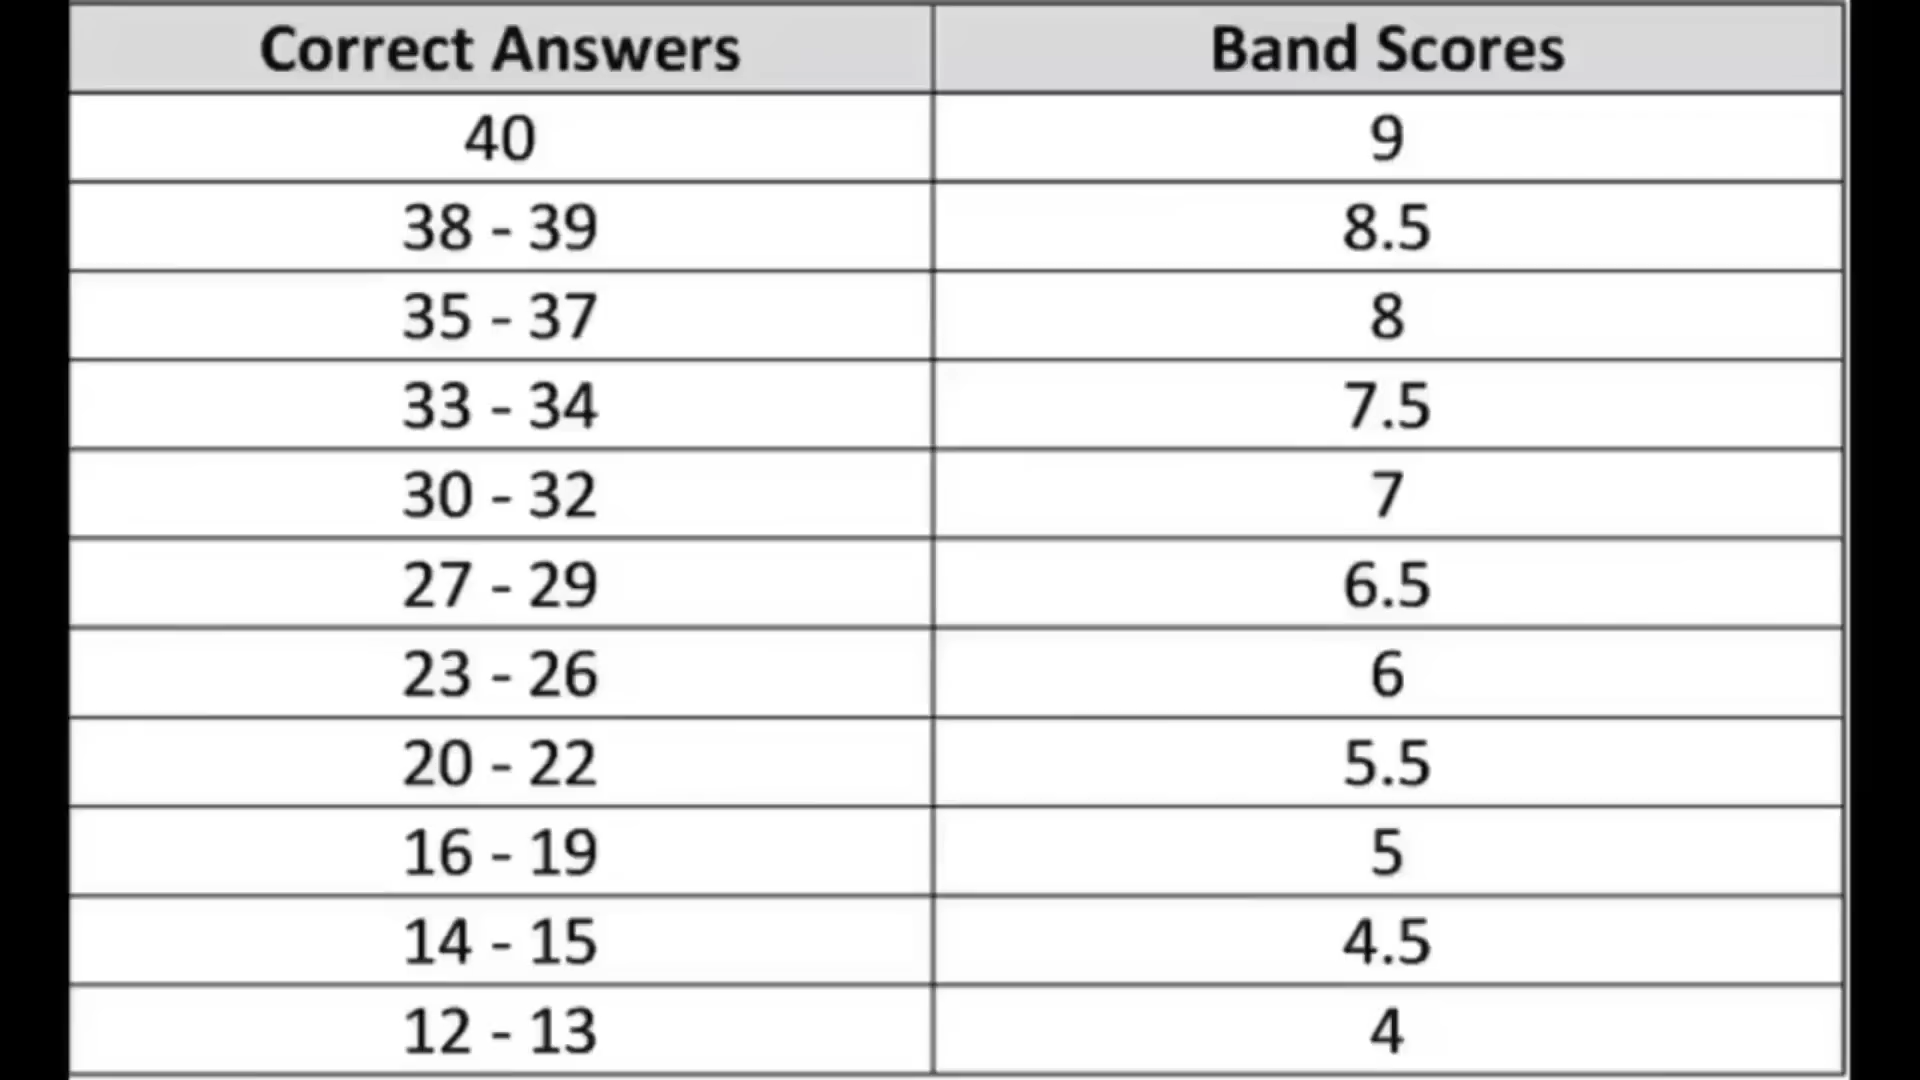 Correct Answers Band Scores
40 9
38 - 39 8.5
35 - 37 8
33 - 34 7.5
30 - 32 7
27 - 29 6.5
23 - 26 6
20 - 22 5.5
16 - 19 5
14 - 15 4.5
12 - 13 4